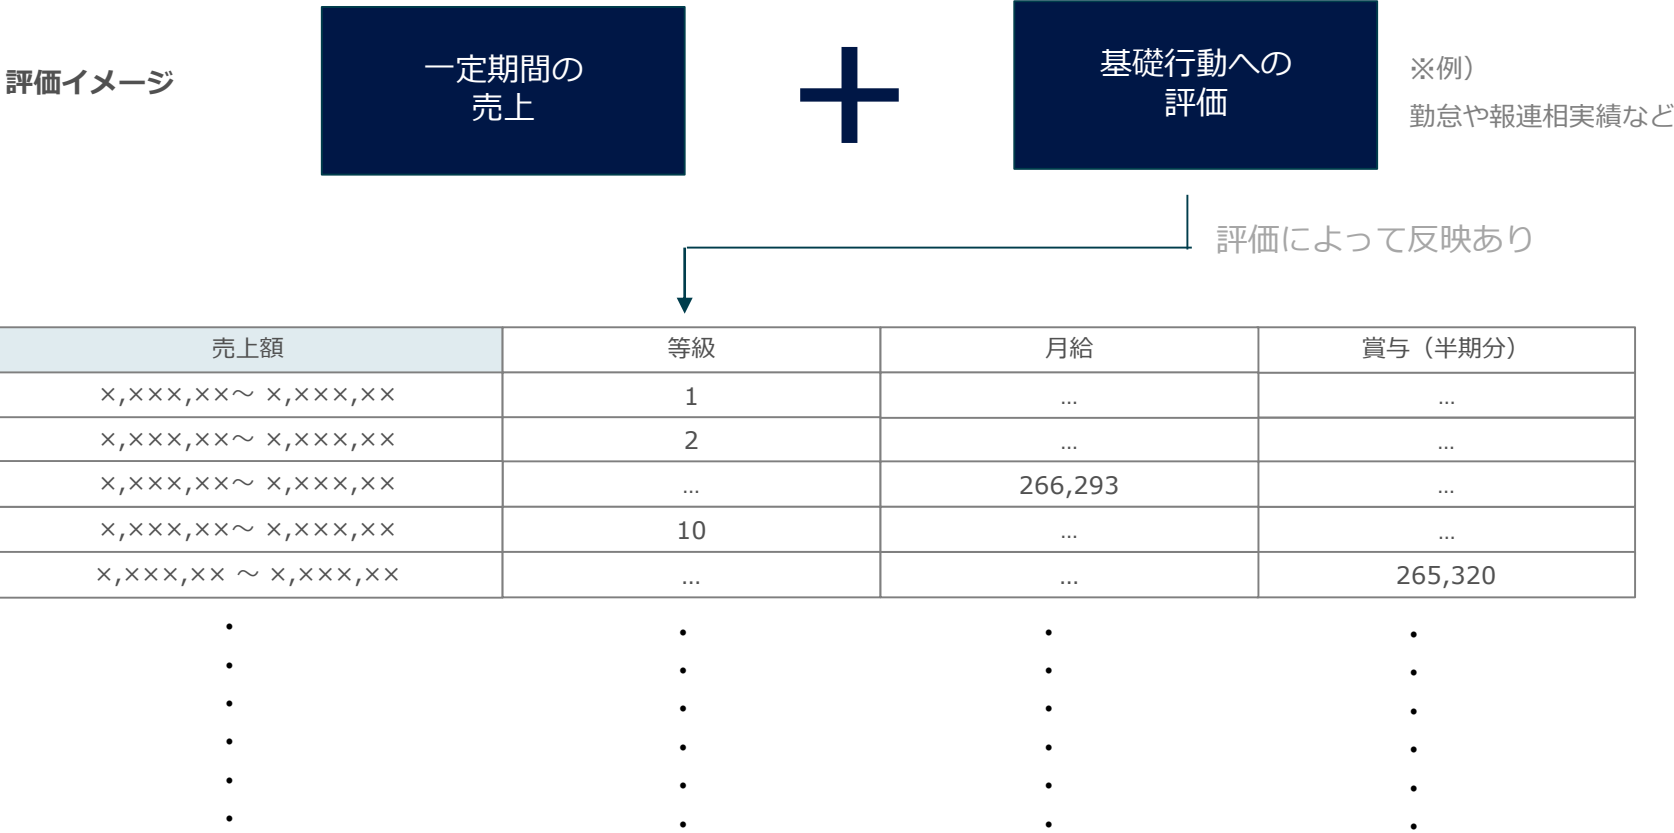 評価イメージ
一定期間の
売上
基礎行動への
評価
※例）
勤怠や報連相実績など
評価によって反映あり
売上額 等級 月給 賞与（半期分）
×,×××,××～ ×,×××,×× 1 … …
×,×××,××～ ×,×××,×× 2 … …
×,×××,××～ ×,×××,×× … 266,293 …
×,×××,××～ ×,×××,×× 10 … …
×,×××,×× ～ ×,×××,×× … … 265,320
・ ・ ・ ・
・ ・ ・ ・
・ ・ ・ ・
・ ・ ・ ・
・ ・ ・ ・
・ ・ ・ ・